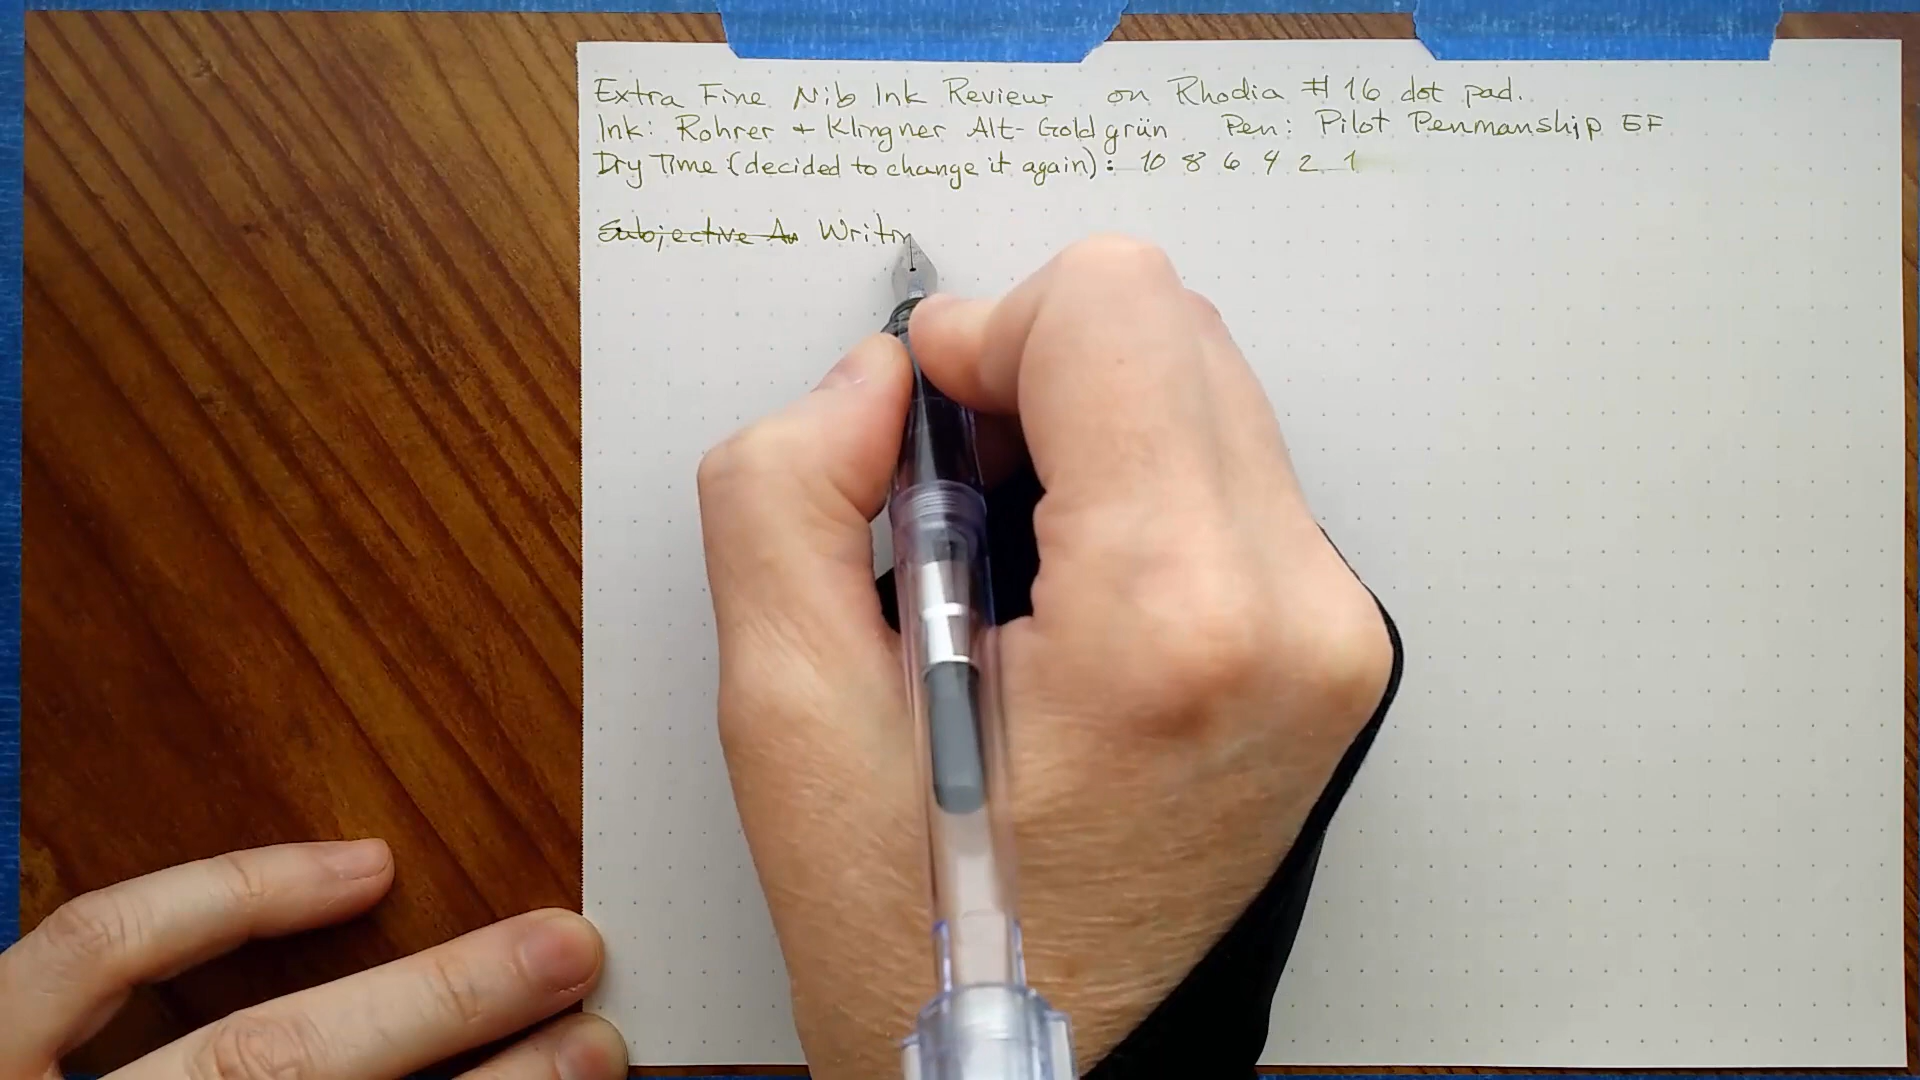 Extra Fine Nib Ink Review on Rhodia # 16 dot pad.
Ink: Rohrer + Klingner Alt-Goldgrün Pen: Pilot Penmanship EF
Dry Time (decided to change it again): 10 8 6 4 2 1
Subjective An Writin